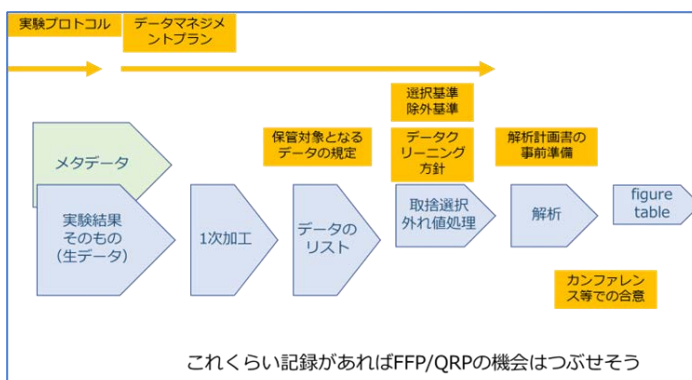 実験プロトコル
データマネジメ
ントプラン
選択基準
除外基準
保管対象となる
データの規定
データク
リーニング
方針
解析計画書の
事前準備
メタデータ
実験結果
そのもの
（生データ）
1次加工
データの
リスト
取捨選択
外れ値処理
解析
figure
table
カンファレン
ス等での合意
これくらい記録があればFFP/QRPの機会はつぶせそう